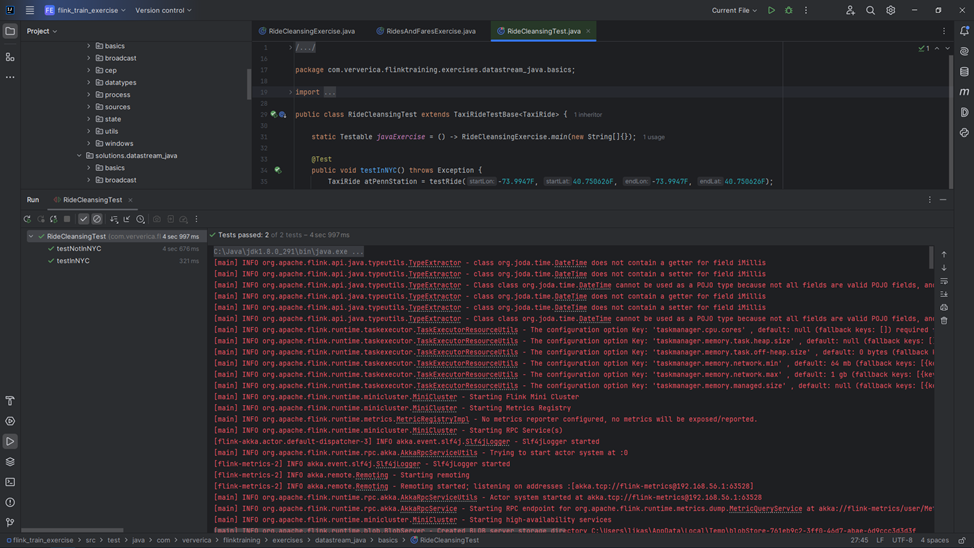 FE flink_train_exercise Version control Current File
Project
RideCleansingExercise.java RidesAndFaresExercise.java RideCleansingTest.java
basics
broadcast
cep
datatypes
process
sources
state
utils
windows
solutions.datastream_java
basics
broadcast
1 /.../
16
17 package com.ververica.flinktraining.exercises.datastream_java.basics;
18
19 import ...
28
29 public class RideCleansingTest extends TaxiRideTestBase<TaxiRide> { 1 inheritor
30
31 static Testable javaExercise = () -> RideCleansingExercise.main(new String[]{}); 1 usage
32
33 @Test
34 public void testInNYC() throws Exception {
35 TaxiRide atPennStation = testRide( startLon: -73.9947F, startLat: 40.750626F, endLon: -73.9947F, endLat: 40.750626F);
1
Run RideCleansingTest
RideCleansingTest (com.ververica.fl 4 sec 997 ms
testNotInNYC 4 sec 676 ms
testInNYC 321 ms
Tests passed: 2 of 2 tests – 4 sec 997 ms
C:\Java\jdk1.8.0_291\bin\java.exe ...
[main] INFO org.apache.flink.api.java.typeutils.TypeExtractor - class org.joda.time.DateTime does not contain a getter for field iMillis
[main] INFO org.apache.flink.api.java.typeutils.TypeExtractor - class org.joda.time.DateTime does not contain a setter for field iMillis
[main] INFO org.apache.flink.api.java.typeutils.TypeExtractor - Class class org.joda.time.DateTime cannot be used as a POJO type because not all fields are valid POJO fields, an
[main] INFO org.apache.flink.api.java.typeutils.TypeExtractor - class org.joda.time.DateTime does not contain a getter for field iMillis
[main] INFO org.apache.flink.api.java.typeutils.TypeExtractor - class org.joda.time.DateTime does not contain a setter for field iMillis
[main] INFO org.apache.flink.api.java.typeutils.TypeExtractor - Class class org.joda.time.DateTime cannot be used as a POJO type because not all fields are valid POJO fields, an
[main] INFO org.apache.flink.runtime.taskexecutor.TaskExecutorResourceUtils - The configuration option Key: 'taskmanager.cpu.cores' , default: null (fallback keys: []) required
[main] INFO org.apache.flink.runtime.taskexecutor.TaskExecutorResourceUtils - The configuration option Key: 'taskmanager.memory.task.heap.size' , default: null (fallback keys:
[main] INFO org.apache.flink.runtime.taskexecutor.TaskExecutorResourceUtils - The configuration option Key: 'taskmanager.memory.task.off-heap.size' , default: 0 bytes (fallback
[main] INFO org.apache.flink.runtime.taskexecutor.TaskExecutorResourceUtils - The configuration option Key: 'taskmanager.memory.network.min' , default: 64 mb (fallback keys: [{k
[main] INFO org.apache.flink.runtime.taskexecutor.TaskExecutorResourceUtils - The configuration option Key: 'taskmanager.memory.network.max' , default: 1 gb (fallback keys: [{ke
[main] INFO org.apache.flink.runtime.taskexecutor.TaskExecutorResourceUtils - The configuration option Key: 'taskmanager.memory.managed.size' , default: null (fallback keys: [{k
[main] INFO org.apache.flink.runtime.minicluster.MiniCluster - Starting Flink Mini Cluster
[main] INFO org.apache.flink.runtime.minicluster.MiniCluster - Starting Metrics Registry
[main] INFO org.apache.flink.runtime.metrics.MetricRegistryImpl - No metrics reporter configured, no metrics will be exposed/reported.
[main] INFO org.apache.flink.runtime.minicluster.MiniCluster - Starting RPC Service(s)
[flink-akka.actor.default-dispatcher-3] INFO akka.event.slf4j.Slf4jLogger - Slf4jLogger started
[main] INFO org.apache.flink.runtime.rpc.akka.AkkaRpcServiceUtils - Trying to start actor system at :0
[flink-metrics-2] INFO akka.event.slf4j.Slf4jLogger - Slf4jLogger started
[flink-metrics-2] INFO akka.remote.Remoting - Starting remoting
[flink-metrics-2] INFO akka.remote.Remoting - Remoting started; listening on addresses :[akka.tcp://flink-metrics@192.168.56.1:63528]
[main] INFO org.apache.flink.runtime.rpc.akka.AkkaRpcServiceUtils - Actor system started at akka.tcp://flink-metrics@192.168.56.1:63528
[main] INFO org.apache.flink.runtime.rpc.akka.AkkaRpcService - Starting RPC endpoint for org.apache.flink.runtime.metrics.dump.MetricQueryService at akka://flink-metrics/user/Me
[main] INFO org.apache.flink.runtime.minicluster.MiniCluster - Starting high-availability services
flink_train_exercise > src > test > java > com > ververica > flinktraining > exercises > datastream_java > basics > RideCleansingTest 27:45 LF UTF-8 4 spaces